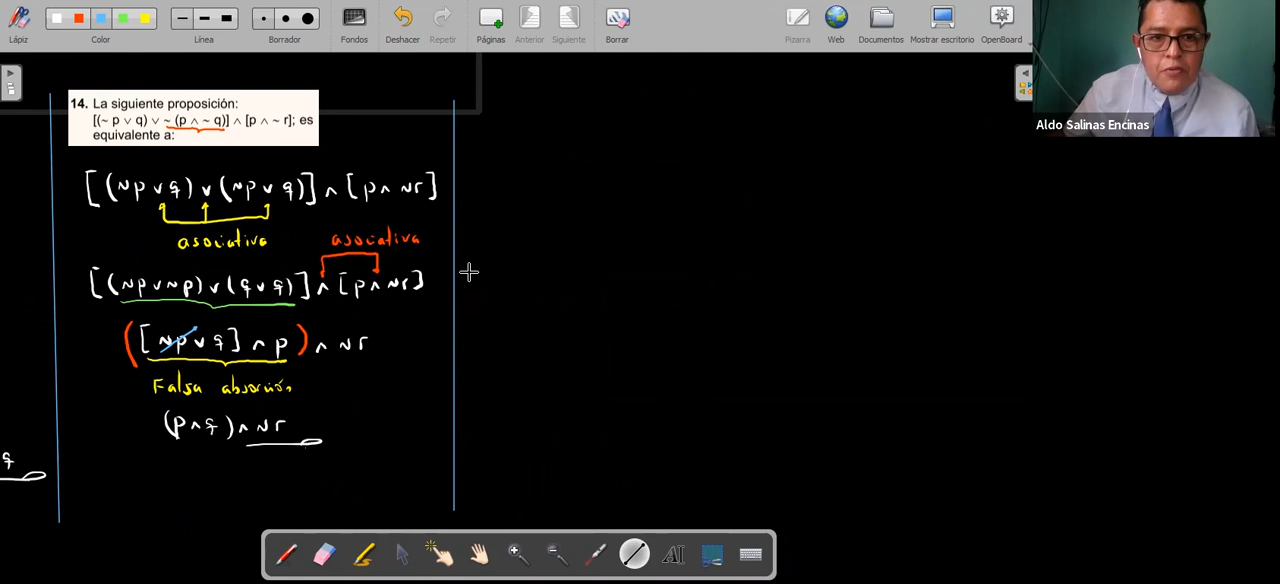 Lápiz
Color
Línea
Borrador
Fondos
Deshacer
Repetir
Páginas
Anterior
Siguiente
Borrar
Pizarra
Web
Documentos
Mostrar escritorio
OpenBoard
Aldo Salinas Encinas
14. La siguiente proposición:
[(~ p ∨ q) ∨ ~ (p ∧ ~ q)] ∧ [p ∧ ~ r]; es
equivalente a:
[(~p ∨ q) ∨ (~p ∨ q)] ∧ [p ∧ ~r]
asociativa
asociativa
[(~p ∨ ~p) ∨ (q ∨ q)] ∧ [p ∧ ~r]
([~p ∨ q] ∧ p) ∧ ~r
Falsa absorción
(p ∧ q) ∧ ~r
q
AI